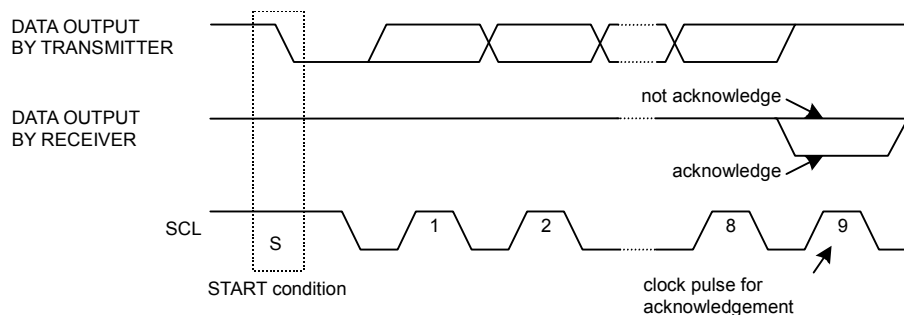 DATA OUTPUT
BY TRANSMITTER
not acknowledge
DATA OUTPUT
BY RECEIVER
acknowledge
SCL
1
2
8
9
S
START condition
clock pulse for
acknowledgement